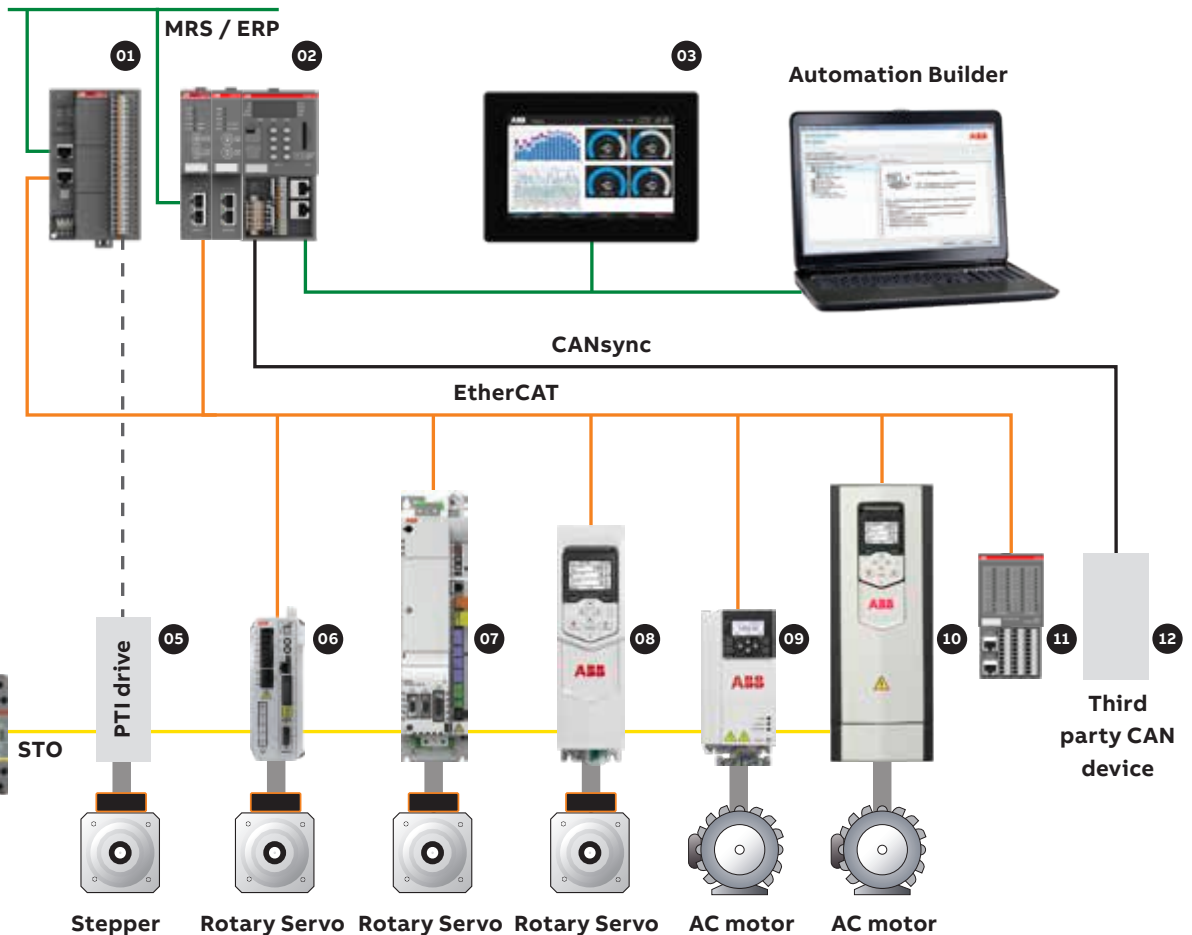 MRS / ERP
01
02
03
Automation Builder
ABB
ABB
CANsync
EtherCAT
05
06
07
08
09
10
11
12
PTI drive
ABB
ABB
ABB
STO
Third
party CAN
device
Stepper
Rotary Servo
Rotary Servo
Rotary Servo
AC motor
AC motor